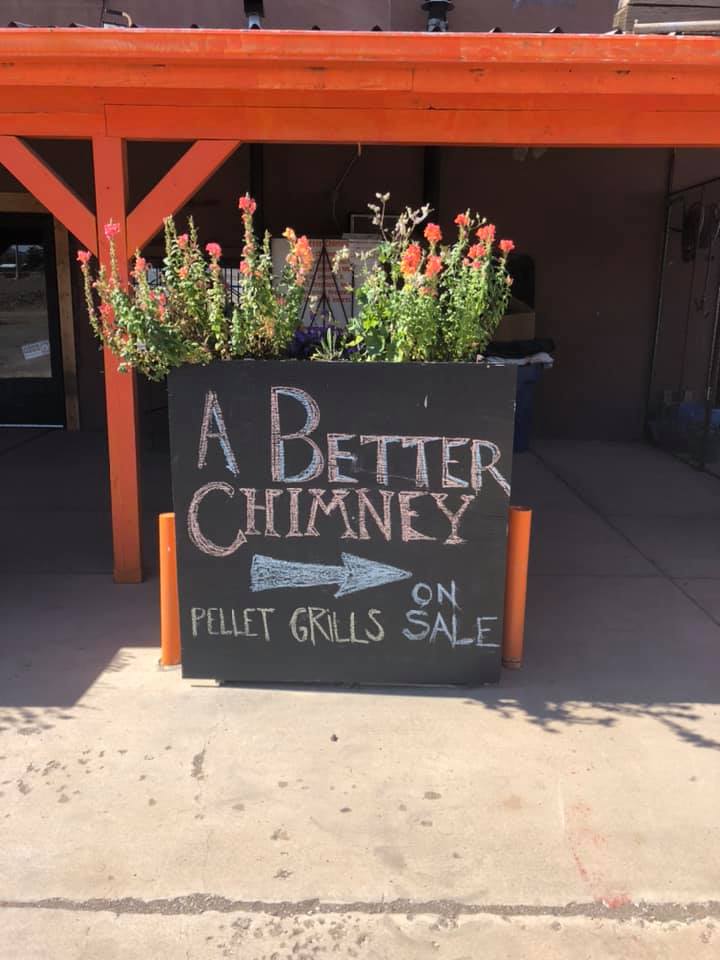 A BETTER
CHIMNEY
ON
PELLET GRILLS SALE